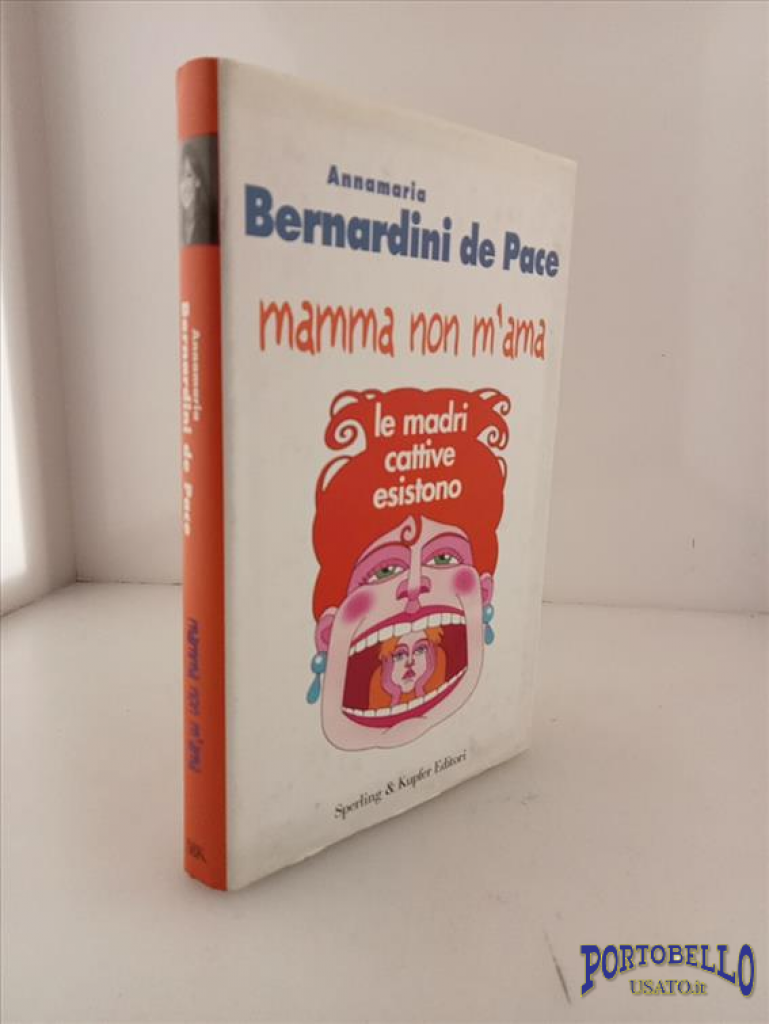 Annamaria
Bernardini de Pace
mamma non m'ama
le madri
cattive
esistono
Sperling & Kupfer Editori
Annamaria
Bernardini de Pace
mamma non m'ama
PORTOBELLO
USATO.it